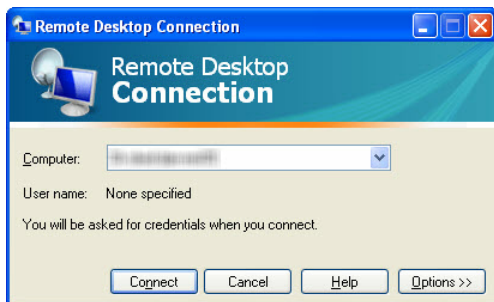 Remote Desktop Connection
Remote Desktop
Connection
Computer:
User name: None specified
You will be asked for credentials when you connect.
Connect Cancel Help Options >>